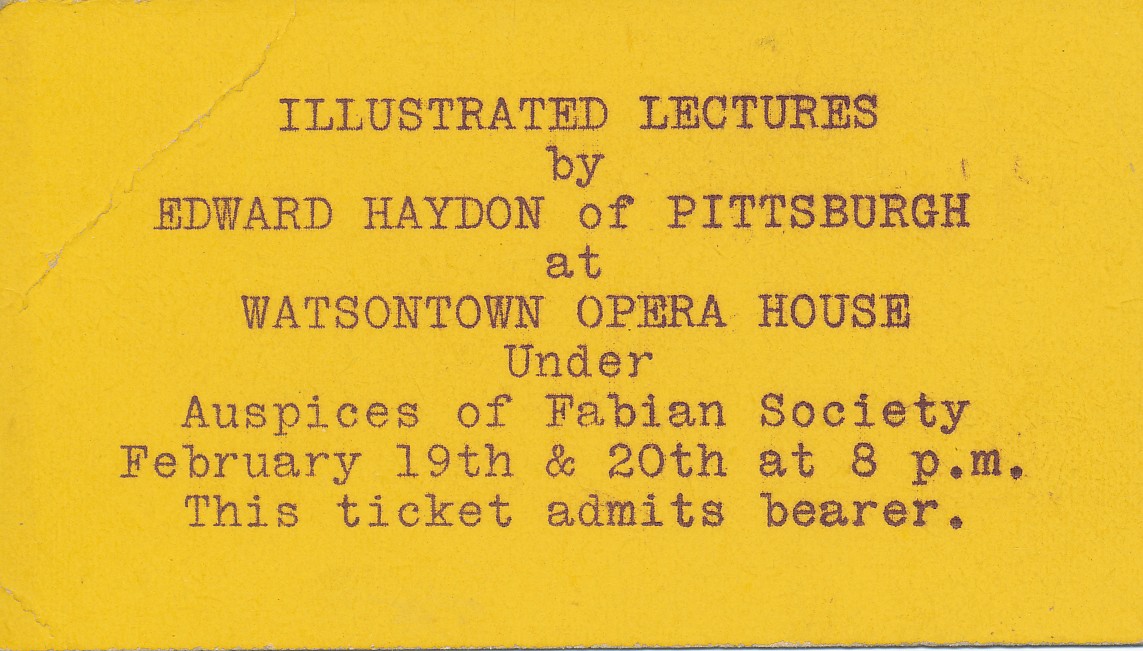 ILLUSTRATED LECTURES
by
EDWARD HAYDON of PITTSBURGH
at
WATSONTOWN OPERA HOUSE
Under
Auspices of Fabian Society
February 19th & 20th at 8 p.m.
This ticket admits bearer.